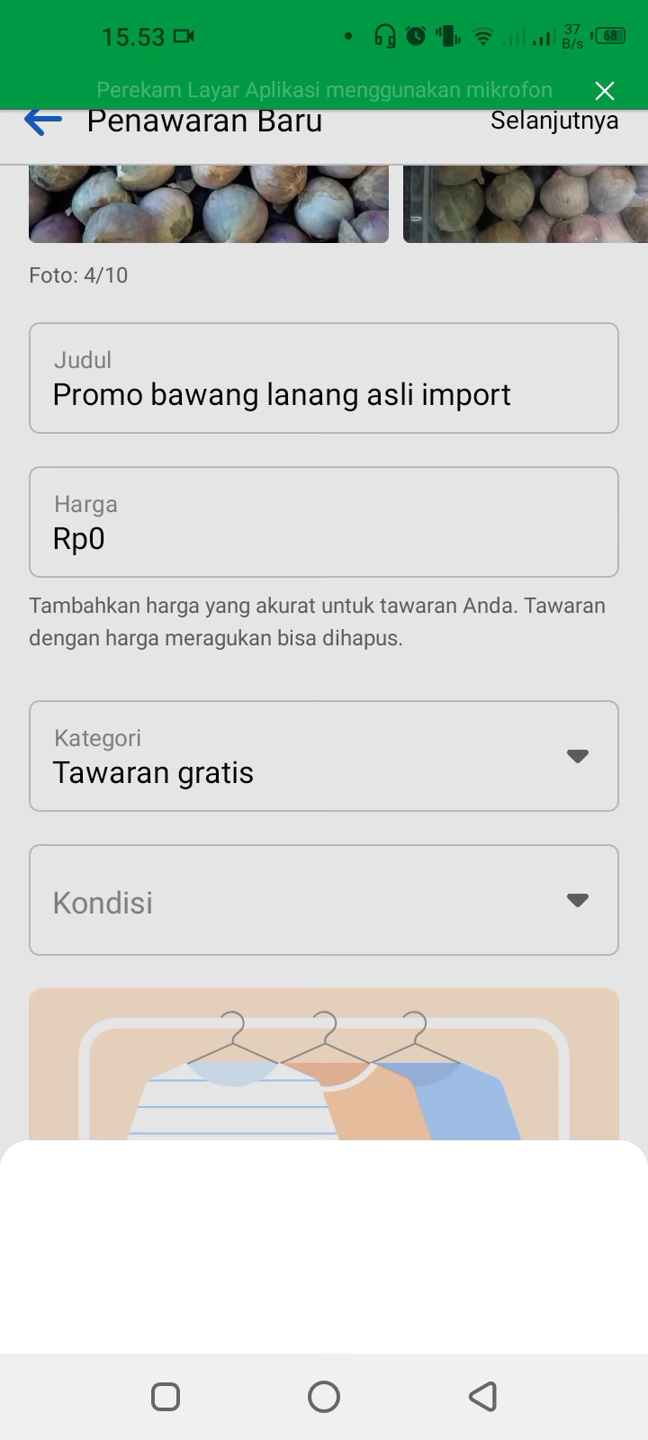 15.53
37
B/s
68
Perekam Layar Aplikasi menggunakan mikrofon
Penawaran Baru
Selanjutnya
Foto: 4/10
Judul
Promo bawang lanang asli import
Harga
Rp0
Tambahkan harga yang akurat untuk tawaran Anda. Tawaran
dengan harga meragukan bisa dihapus.
Kategori
Tawaran gratis
Kondisi